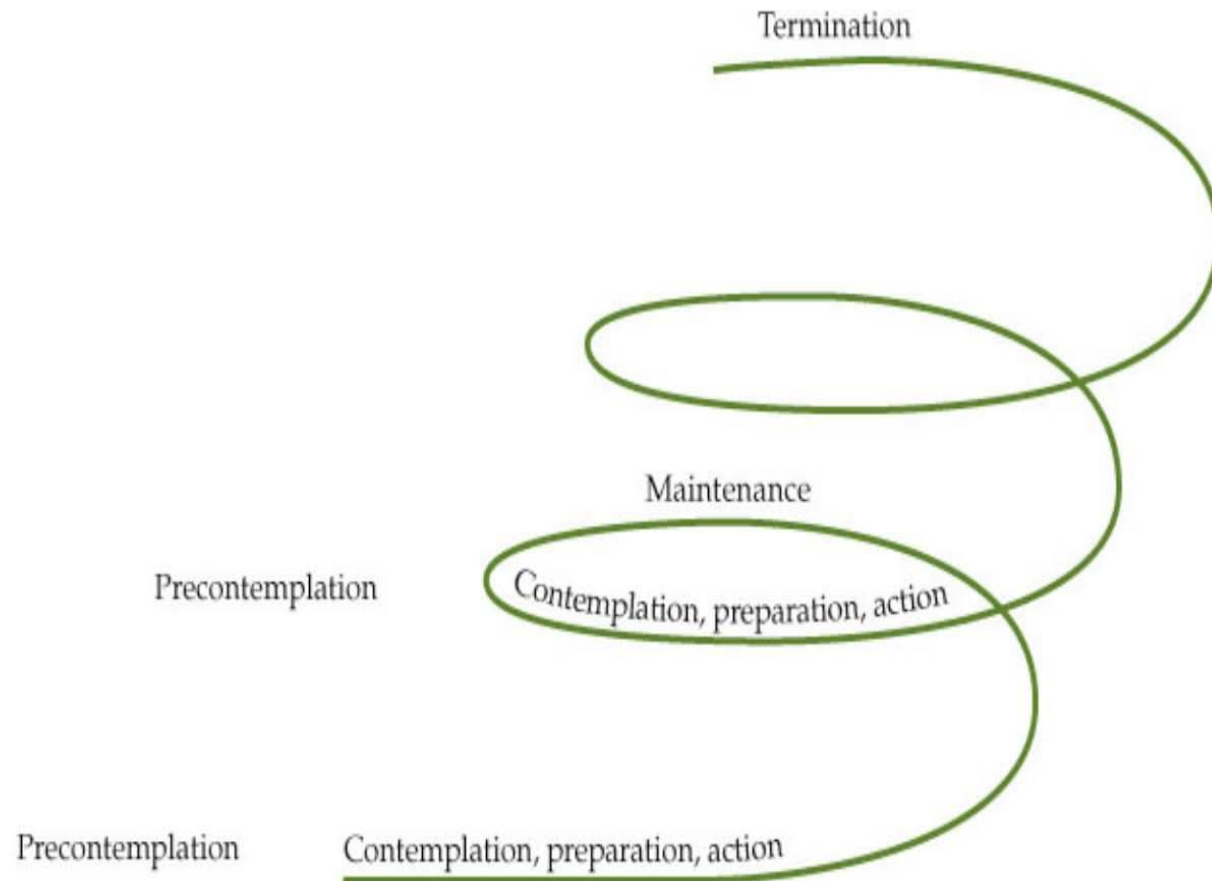 Termination
Maintenance
Precontemplation
Contemplation, preparation, action
Precontemplation
Contemplation, preparation, action